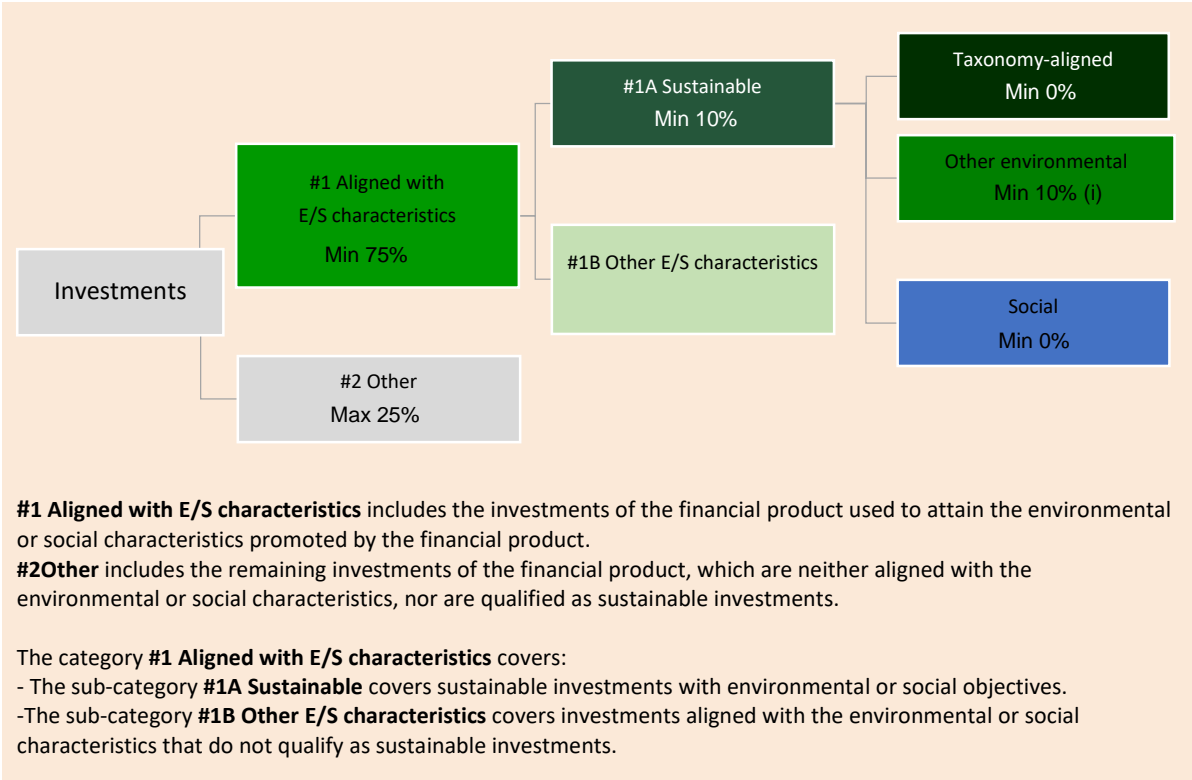 Investments
#1 Aligned with
E/S characteristics
Min 75%
#2 Other
Max 25%
#1A Sustainable
Min 10%
#1B Other E/S characteristics
Taxonomy-aligned
Min 0%
Other environmental
Min 10% (i)
Social
Min 0%
#1 Aligned with E/S characteristics includes the investments of the financial product used to attain the environmental
or social characteristics promoted by the financial product.
#2Other includes the remaining investments of the financial product, which are neither aligned with the
environmental or social characteristics, nor are qualified as sustainable investments.
The category #1 Aligned with E/S characteristics covers:
- The sub-category #1A Sustainable covers sustainable investments with environmental or social objectives.
-The sub-category #1B Other E/S characteristics covers investments aligned with the environmental or social
characteristics that do not qualify as sustainable investments.